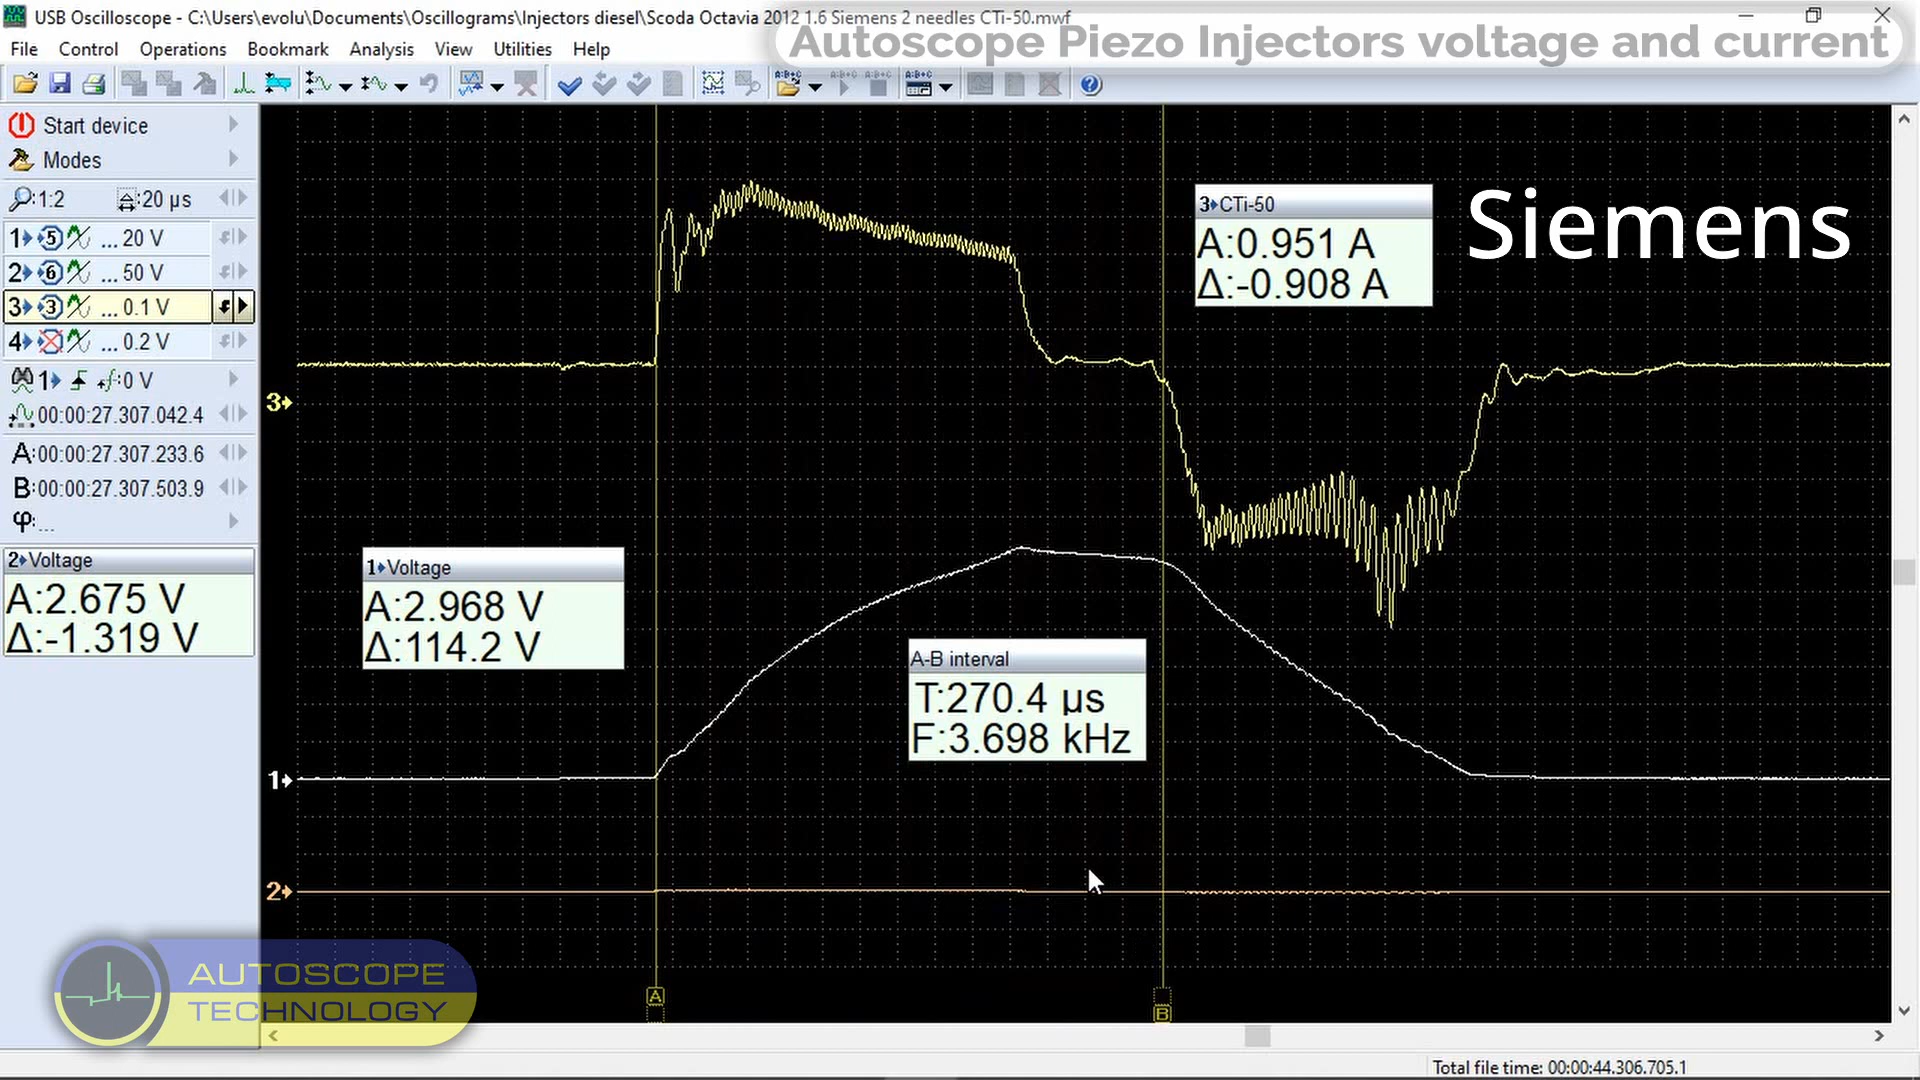 USB Oscilloscope - C:\Users\evolu\Documents\Oscillograms\Injectors diesel\Scoda Octavia 2012 1.6 Siemens 2 needles CTi-50.mwf
File Control Operations Bookmark Analysis View Utilities Help
Autoscope Piezo Injectors voltage and current
A:B+C A:B+C A:B+C A:B+C
Start device
Modes
:1:2 :20 µs
1 5 ... 20 V
2 6 ... 50 V
3 3 ... 0.1 V
4 ... 0.2 V
1 f:0 V
:00:00:27.307.042.4
A:00:00:27.307.233.6
B:00:00:27.307.503.9
φ:...
2 Voltage
A:2.675 V
Δ:-1.319 V
3 CTi-50
A:0.951 A
Δ:-0.908 A
Siemens
3
1 Voltage
A:2.968 V
Δ:114.2 V
A-B interval
T:270.4 µs
F:3.698 kHz
1
2
A
B
AUTOSCOPE
TECHNOLOGY
Total file time: 00:00:44.306.705.1